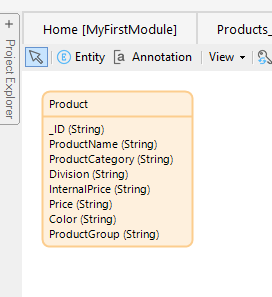 Home [MyFirstModule]
Products_
Project Explorer
Entity
Annotation
View
Product
_ID (String)
ProductName (String)
ProductCategory (String)
Division (String)
InternalPrice (String)
Price (String)
Color (String)
ProductGroup (String)